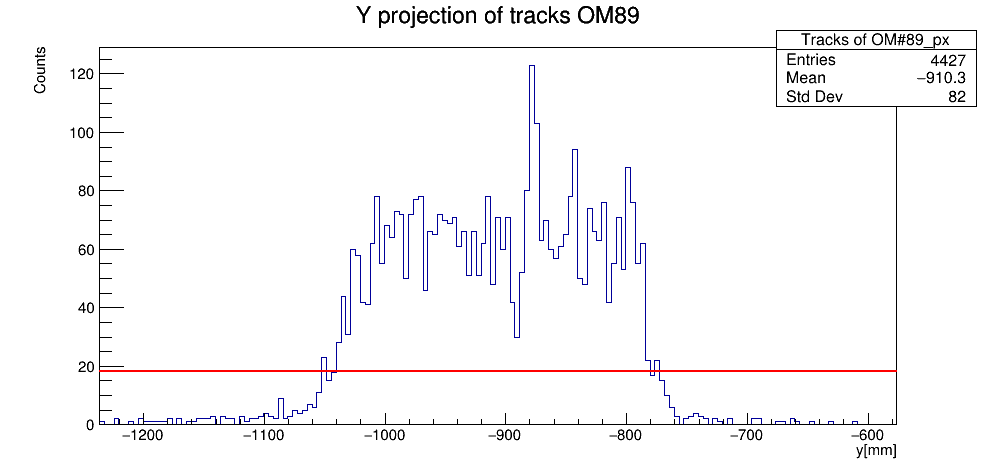 Y projection of tracks OM89
Tracks of OM#89_px
Entries 4427
Mean −910.3
Std Dev 82
Counts
120
100
80
60
40
20
0
−1200 −1100 −1000 −900 −800 −700 −600
y[mm]